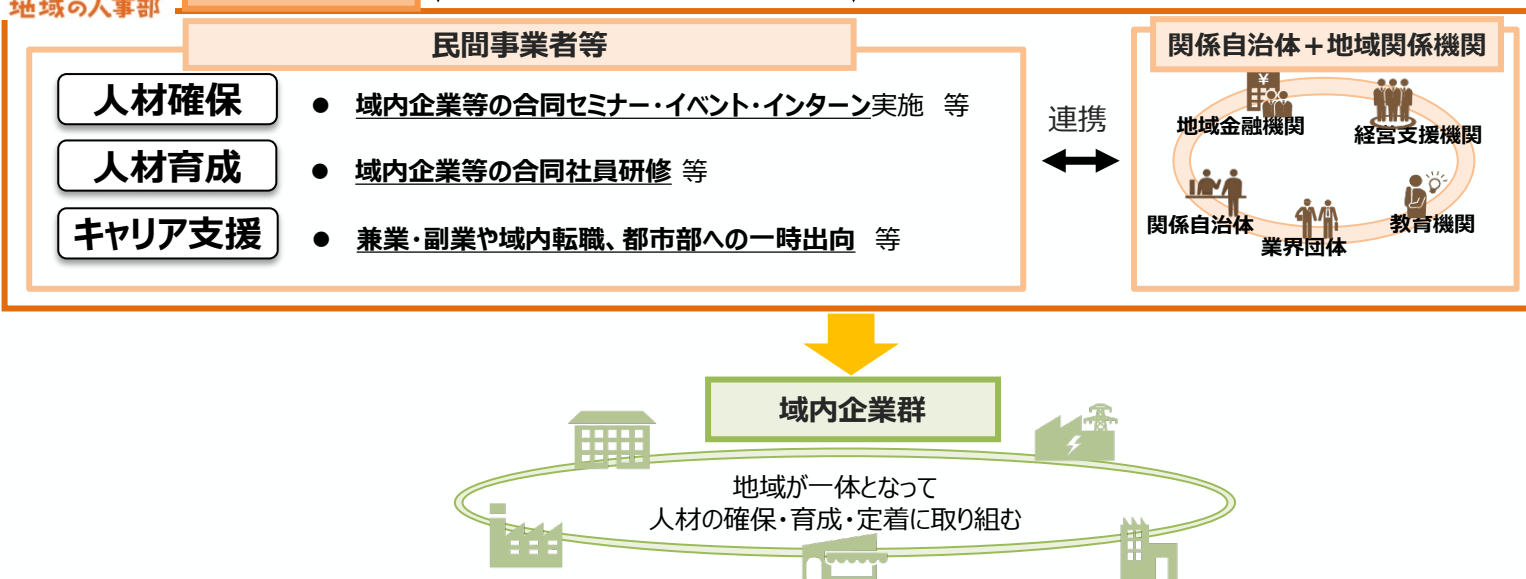 地域の人事部
民間事業者等
人材確保
● 域内企業等の合同セミナー・イベント・インターン実施 等
人材育成
● 域内企業等の合同社員研修 等
キャリア支援
● 兼業・副業や域内転職、都市部への一時出向 等
連携
関係自治体+地域関係機関
¥
地域金融機関
経営支援機関
関係自治体
業界団体
教育機関
域内企業群
地域が一体となって
人材の確保・育成・定着に取り組む